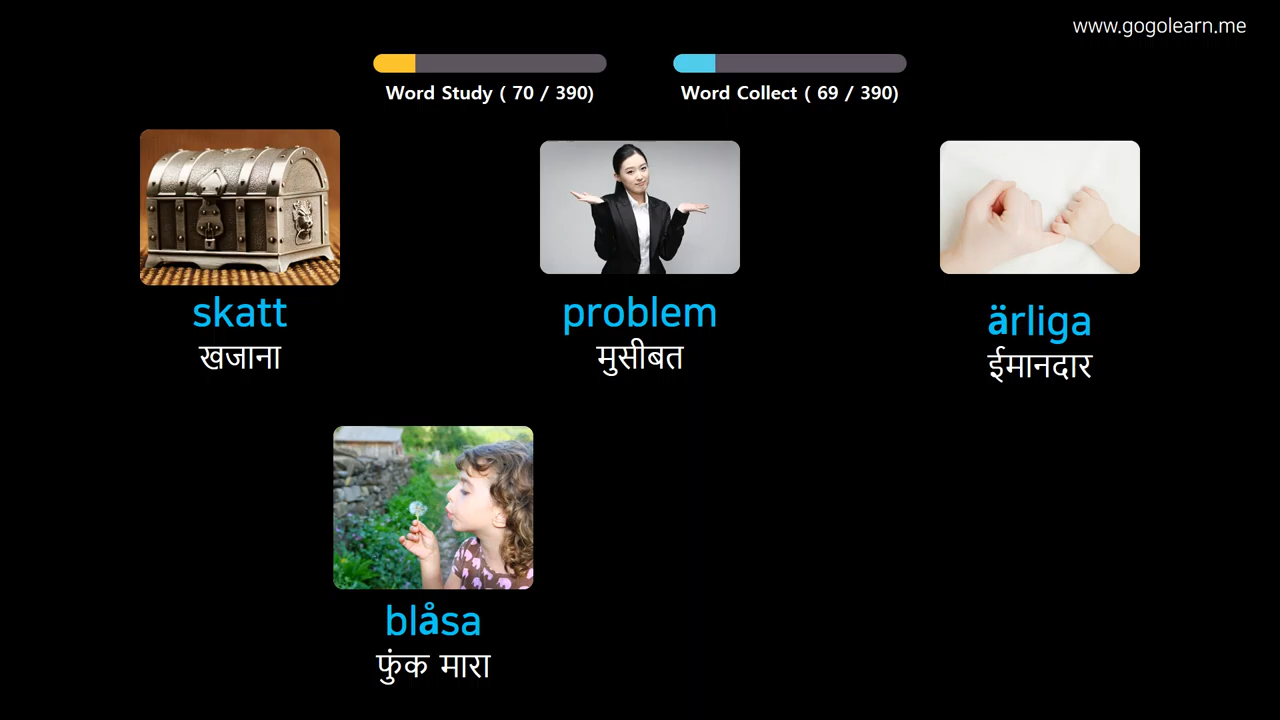 www.gogolearn.me
Word Study ( 70 / 390)
Word Collect ( 69 / 390)
skatt
खजाना
problem
मुसीबत
ärliga
ईमानदार
blåsa
फुंक मारा